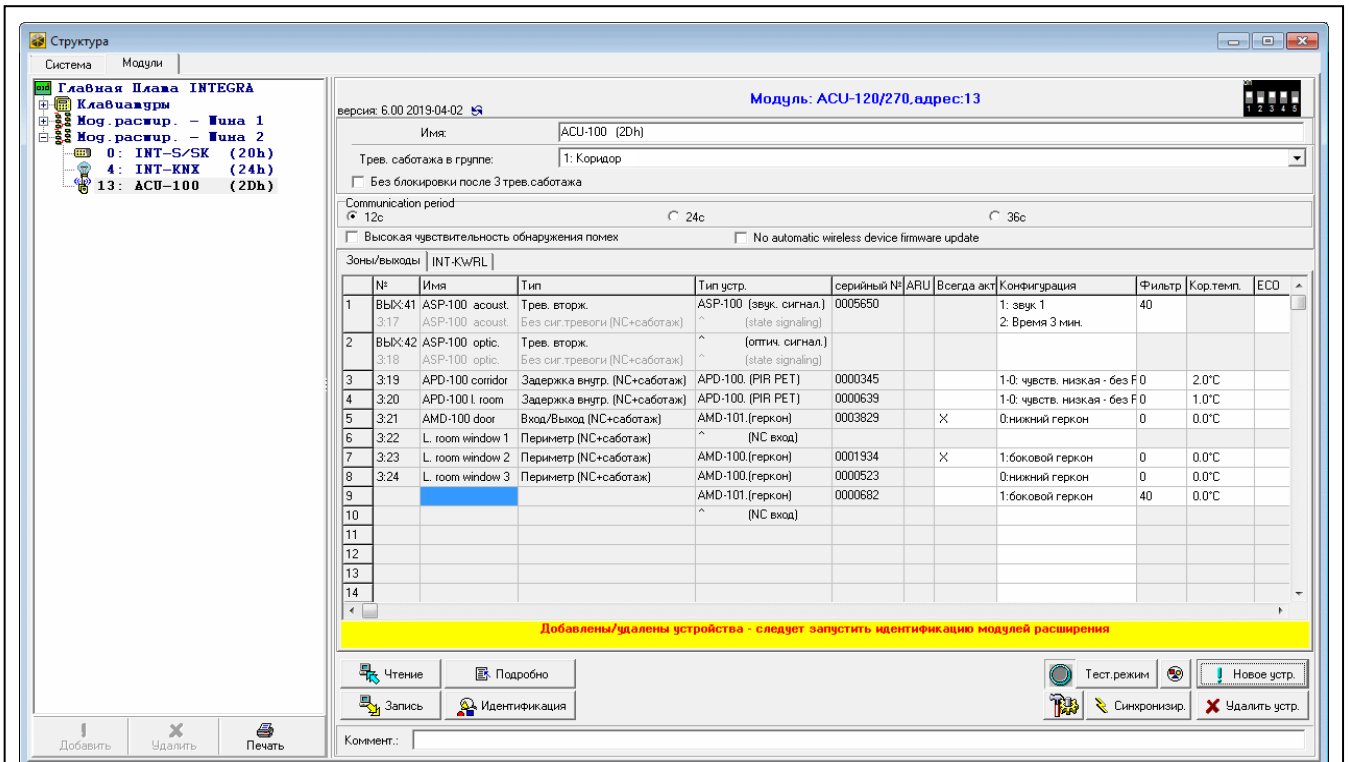 Структура
Система Модули
Главная Плата INTEGRA
Клавиатуры
Мод.расшир. – Шина 1
Мод.расшир. – Шина 2
0: INT-S/SK (20h)
4: INT-KNX (24h)
13: ACU-100 (2Dh)
Добавить Удалить Печать
версия: 6.00 2019-04-02
Модуль: ACU-120/270,адрес:13
1 2 3 4 5
Имя: ACU-100 (2Dh)
Трев. саботажа в группе: 1: Коридор
Без блокировки после 3 трев.саботажа
Communication period
12с 24с 36с
Высокая чувствительность обнаружения помех No automatic wireless device firmware update
Зоны/выходы INT-KWRL
№ Имя Тип Тип устр. серийный № ARU Всегда акт Конфигурация Фильтр Кор.темп. ECO
1 ВЫХ:41 ASP-100 acoust. Трев. вторж. ASP-100 (звук. сигнал.) 0005650 1: звук 1 40
3:17 ASP-100 acoust. Без сиг.тревоги (NC+саботаж) ^ (state signaling) 2: Время 3 мин.
2 ВЫХ:42 ASP-100 optic. Трев. вторж. ^ (оптич. сигнал.)
3:18 ASP-100 optic. Без сиг.тревоги (NC+саботаж) ^ (state signaling)
3 3:19 APD-100 corridor Задержка внутр. (NC+саботаж) APD-100. (PIR PET) 0000345 1-0: чувств. низкая - без F 0 2.0°C
4 3:20 APD-100 l. room Задержка внутр. (NC+саботаж) APD-100. (PIR PET) 0000639 1-0: чувств. низкая - без F 0 1.0°C
5 3:21 AMD-100 door Вход/Выход (NC+саботаж) AMD-101.(геркон) 0003829 X 0:нижний геркон 0 0.0°C
6 3:22 L. room window 1 Периметр (NC+саботаж) ^ (NC вход)
7 3:23 L. room window 2 Периметр (NC+саботаж) AMD-100.(геркон) 0001934 X 1:боковой геркон 0 0.0°C
8 3:24 L. room window 3 Периметр (NC+саботаж) AMD-100.(геркон) 0000523 0:нижний геркон 0 0.0°C
9 AMD-101.(геркон) 0000682 1:боковой геркон 40 0.0°C
10 ^ (NC вход)
11
12
13
14
Добавлены/удалены устройства - следует запустить идентификацию модулей расширения
Чтение Подробно Тест.режим Новое устр.
Запись Идентификация Синхронизир. Удалить устр.
Коммент.: